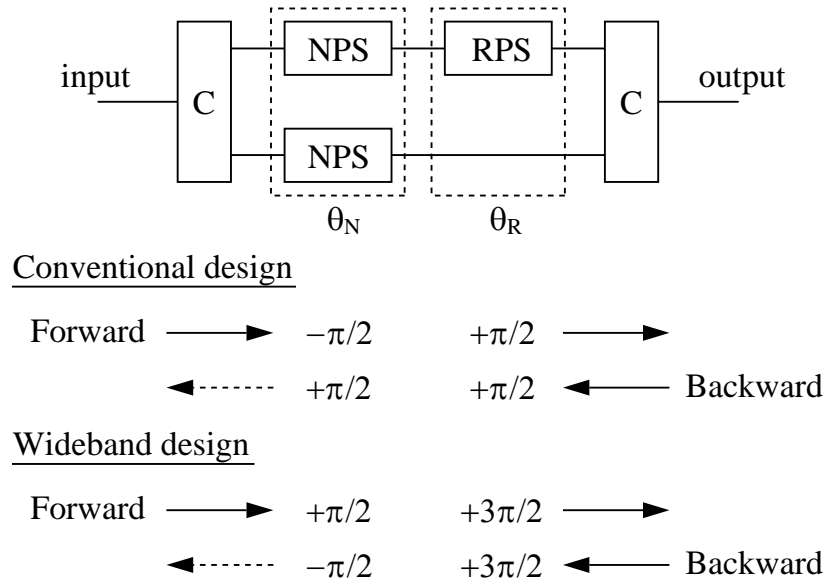 NPS RPS
input C C output
NPS
θN θR
Conventional design
Forward −π/2 +π/2
+π/2 +π/2 Backward
Wideband design
Forward +π/2 +3π/2
−π/2 +3π/2 Backward